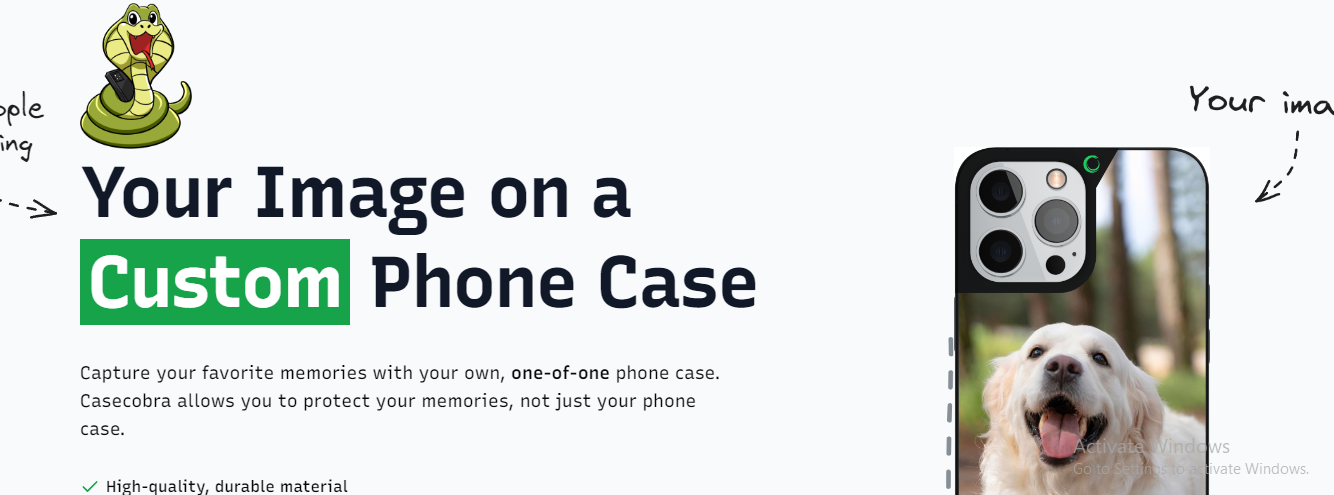 Your ima
ople
ing
Your Image on a
Custom Phone Case
Capture your favorite memories with your own, one-of-one phone case.
Casecobra allows you to protect your memories, not just your phone
case.
High-quality, durable material
Activate Windows
Go to Settings to activate Windows.